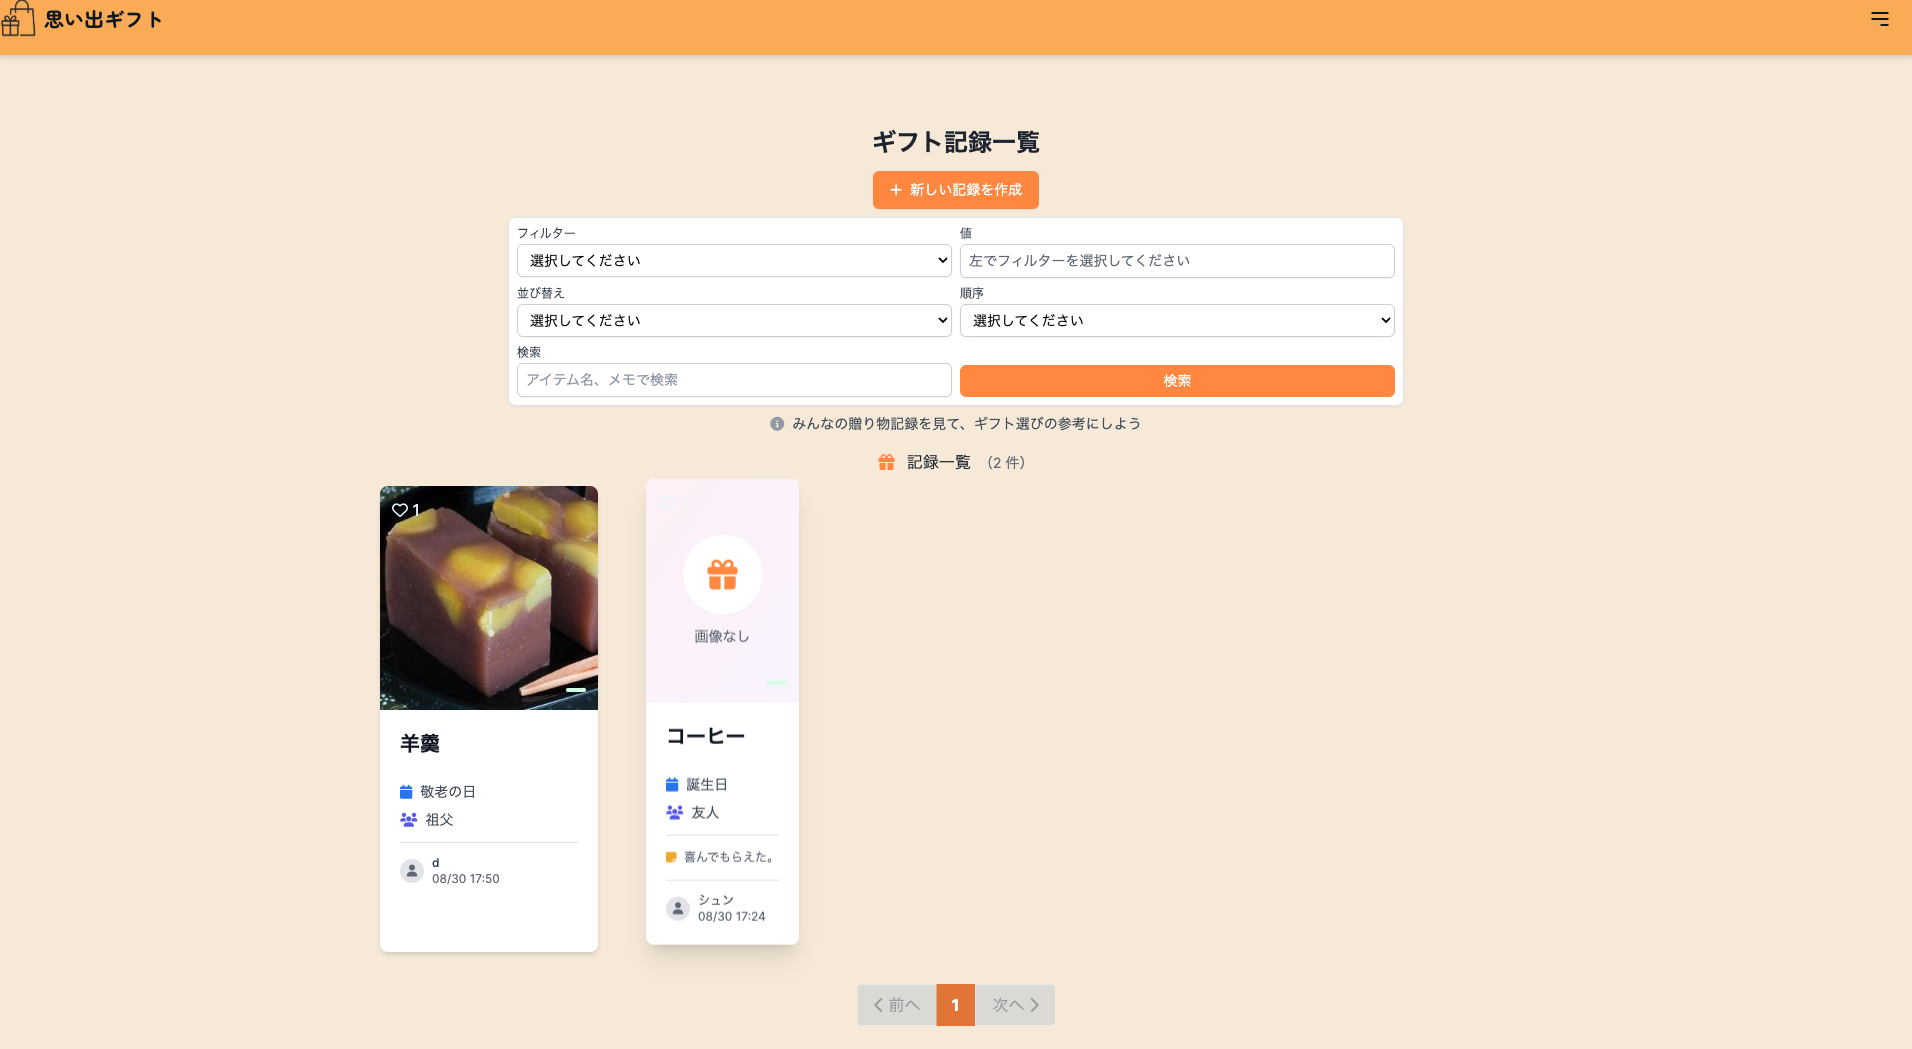 思い出ギフト
ギフト記録一覧
+ 新しい記録を作成
フィルター
値
選択してください
左でフィルターを選択してください
並び替え
順序
選択してください
選択してください
検索
アイテム名、メモで検索
検索
みんなの贈り物記録を見て、ギフト選びの参考にしよう
記録一覧 （2 件）
1
画像なし
羊羹
敬老の日
祖父
d
08/30 17:50
コーヒー
誕生日
友人
喜んでもらえた。
シュン
08/30 17:24
前へ 1 次へ